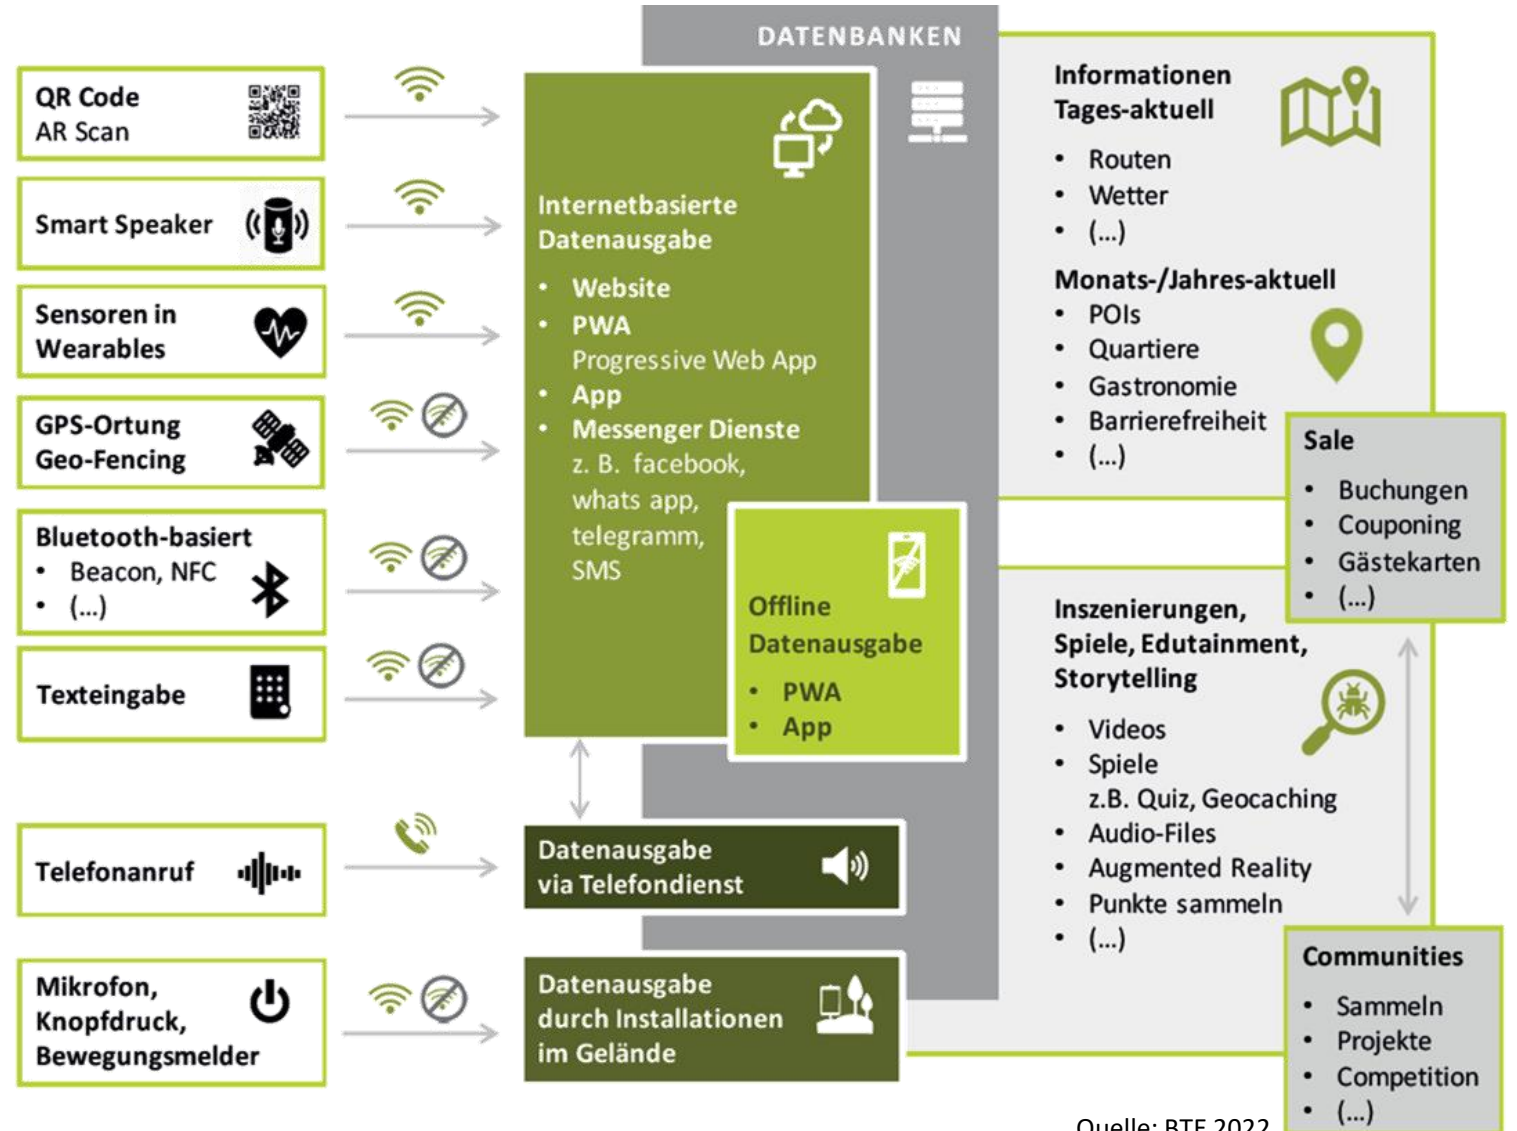 DATENBANKEN
QR Code
AR Scan
Smart Speaker
Sensoren in
Wearables
GPS-Ortung
Geo-Fencing
Bluetooth-basiert
• Beacon, NFC
• (...)
Texteingabe
Telefonanruf
Mikrofon,
Knopfdruck,
Bewegungsmelder
Internetbasierte
Datenausgabe
• Website
• PWA
Progressive Web App
• App
• Messenger Dienste
z. B. facebook,
whats app,
telegramm,
SMS
Offline
Datenausgabe
• PWA
• App
Datenausgabe
via Telefondienst
Datenausgabe
durch Installationen
im Gelände
Informationen
Tages-aktuell
• Routen
• Wetter
• (...)
Monats-/Jahres-aktuell
• POIs
• Quartiere
• Gastronomie
• Barrierefreiheit
• (...)
Sale
• Buchungen
• Couponing
• Gästekarten
• (...)
Inszenierungen,
Spiele, Edutainment,
Storytelling
• Videos
• Spiele
z.B. Quiz, Geocaching
• Audio-Files
• Augmented Reality
• Punkte sammeln
• (...)
Communities
• Sammeln
• Projekte
• Competition
• (...)
Quelle: BTE 2022